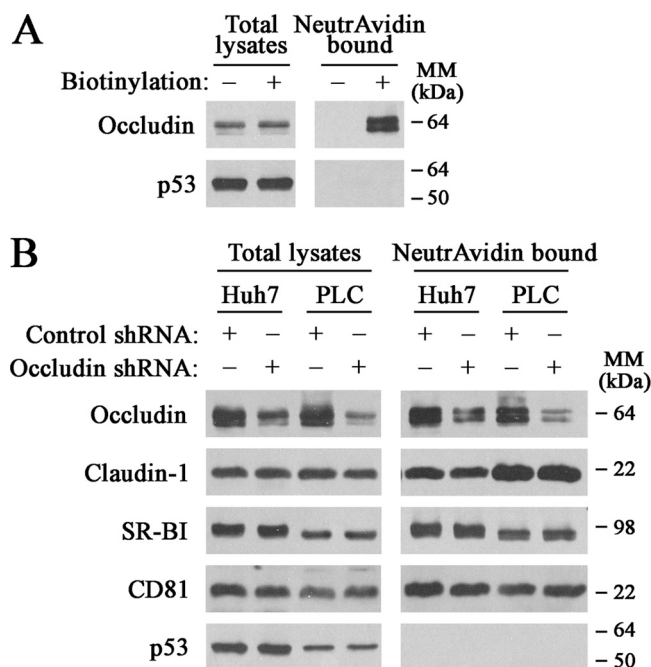 A
Total lysates
NeutrAvidin bound
Biotinylation: − + − +
MM (kDa)
Occludin – 64
p53 – 64
– 50
B
Total lysates NeutrAvidin bound
Huh7 PLC Huh7 PLC
Control shRNA: + − + − + − + −
Occludin shRNA: − + − + − + − +
MM (kDa)
Occludin – 64
Claudin-1 – 22
SR-BI – 98
CD81 – 22
p53 – 64
– 50